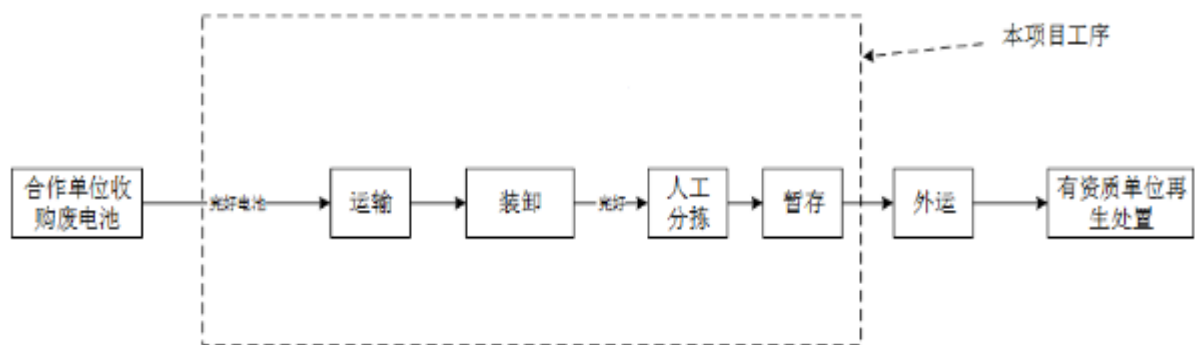 本项目工序
合作单位收
购废电池
完好电池
运输
装卸
完好
人工
分拣
暂存
外运
有资质单位再
生处置